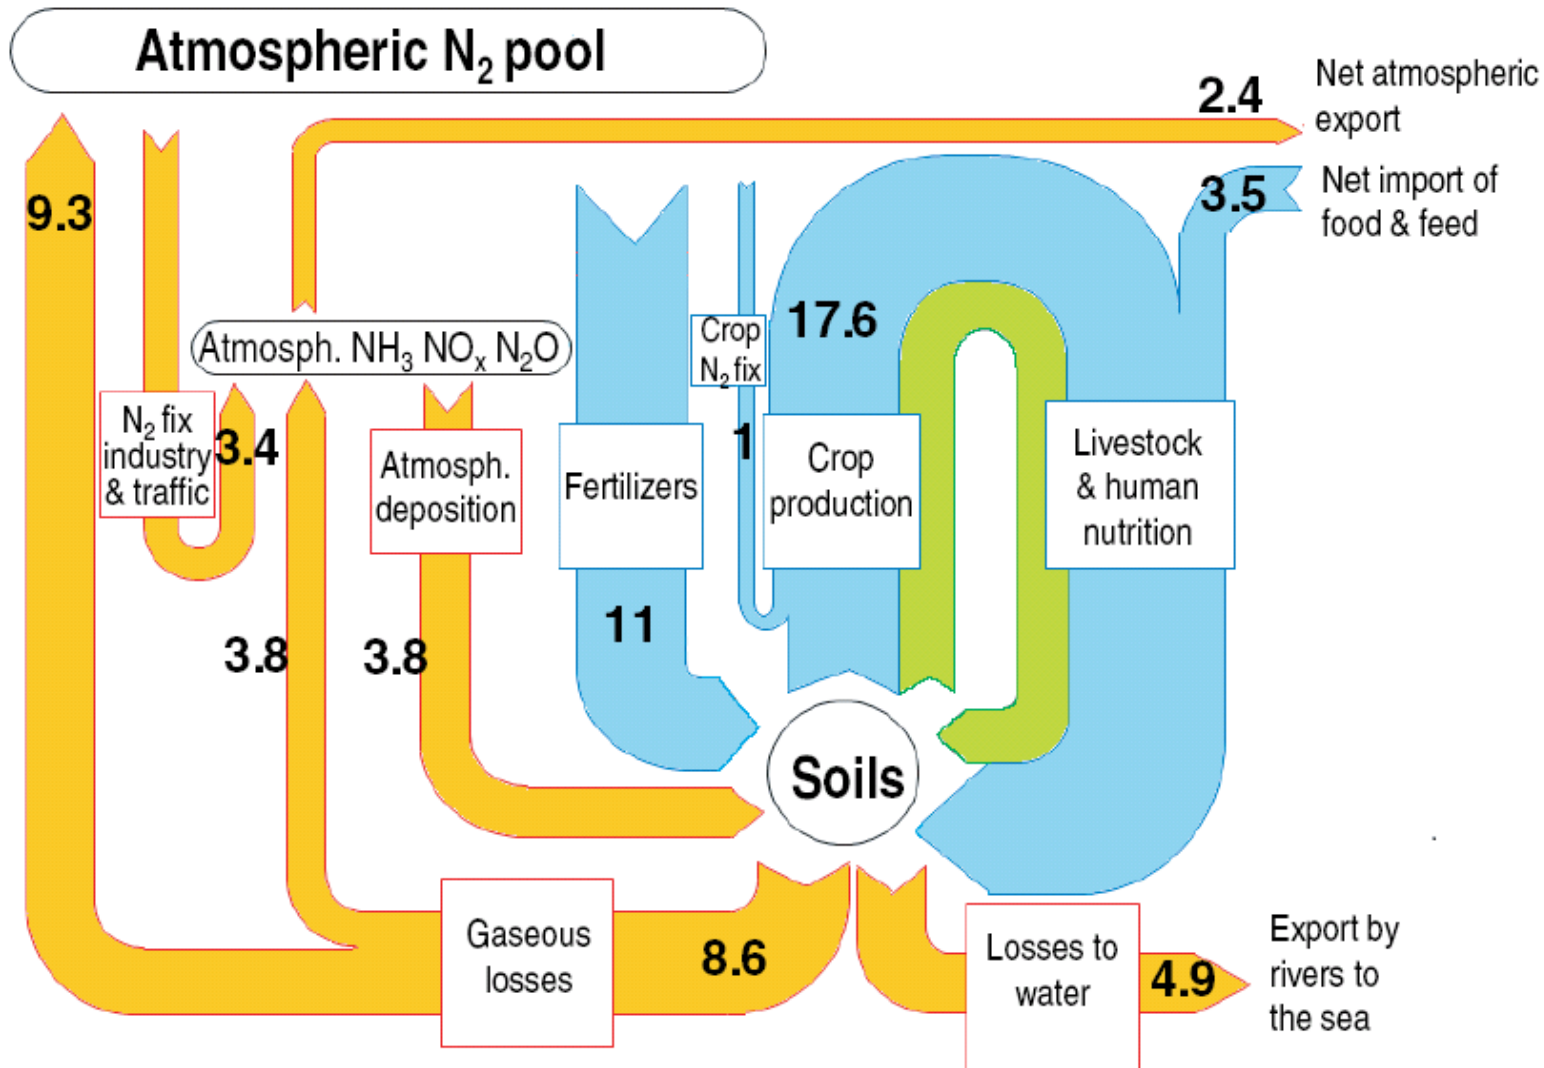 Atmospheric N₂ pool
2.4
Net atmospheric
export
9.3
3.5
Net import of
food & feed
17.6
Crop
N₂ fix
Atmosph. NH₃ NOₓ N₂O
N₂ fix
industry
& traffic
3.4
Atmosph.
deposition
Fertilizers
1
Crop
production
Livestock
& human
nutrition
3.8
3.8
11
Soils
Gaseous
losses
8.6
Losses to
water
4.9
Export by
rivers to
the sea